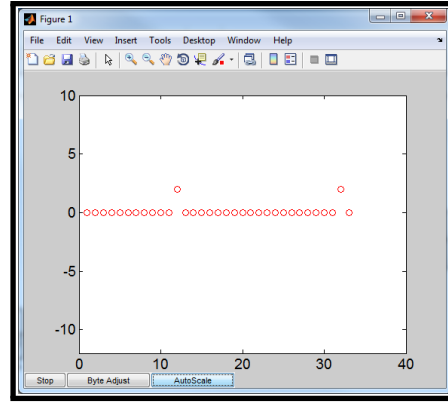 Figure 1
File Edit View Insert Tools Desktop Window Help
10
5
0
-5
-10
0 10 20 30 40
Stop Byte Adjust AutoScale